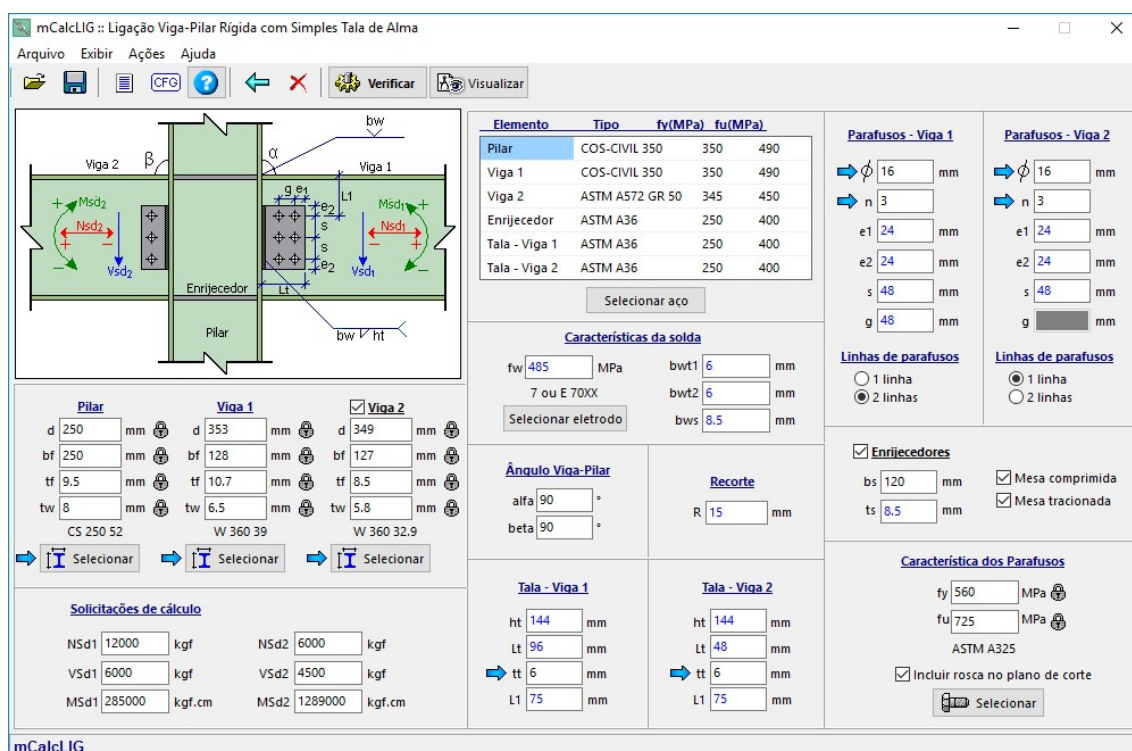 mCalcLIG :: Ligação Viga-Pilar Rígida com Simples Tala de Alma
Arquivo Exibir Ações Ajuda
CFG ? Verificar Visualizar
bw
Viga 2 β α Viga 1
g e1
L1
Msd2 e2 Msd1
Nsd2 s Nsd1
s
Vsd2 e2 Vsd1
Enrijecedor Lt
Pilar bw ht
Elemento Tipo fy(MPa) fu(MPa)
Pilar COS-CIVIL 350 350 490
Viga 1 COS-CIVIL 350 350 490
Viga 2 ASTM A572 GR 50 345 450
Enrijecedor ASTM A36 250 400
Tala - Viga 1 ASTM A36 250 400
Tala - Viga 2 ASTM A36 250 400
Selecionar aço
Parafusos - Viga 1
ϕ 16 mm
n 3
e1 24 mm
e2 24 mm
s 48 mm
g 48 mm
Linhas de parafusos
1 linha
2 linhas
Parafusos - Viga 2
ϕ 16 mm
n 3
e1 24 mm
e2 24 mm
s 48 mm
g mm
Linhas de parafusos
1 linha
2 linhas
Características da solda
fw 485 MPa bwt1 6 mm
7 ou E 70XX bwt2 6 mm
Selecionar eletrodo bws 8.5 mm
Pilar
d 250 mm
bf 250 mm
tf 9.5 mm
tw 8 mm
CS 250 52
Selecionar
Viga 1
d 353 mm
bf 128 mm
tf 10.7 mm
tw 6.5 mm
W 360 39
Selecionar
Viga 2
d 349 mm
bf 127 mm
tf 8.5 mm
tw 5.8 mm
W 360 32.9
Selecionar
Ângulo Viga-Pilar
alfa 90 °
beta 90 °
Recorte
R 15 mm
Enrijecedores
bs 120 mm Mesa comprimida
ts 8.5 mm Mesa tracionada
Solicitações de cálculo
NSd1 12000 kgf NSd2 6000 kgf
VSd1 6000 kgf VSd2 4500 kgf
MSd1 285000 kgf.cm MSd2 1289000 kgf.cm
Tala - Viga 1
ht 144 mm
Lt 96 mm
tt 6 mm
L1 75 mm
Tala - Viga 2
ht 144 mm
Lt 48 mm
tt 6 mm
L1 75 mm
Característica dos Parafusos
fy 560 MPa
fu 725 MPa
ASTM A325
Incluir rosca no plano de corte
Selecionar
mCalcLIG